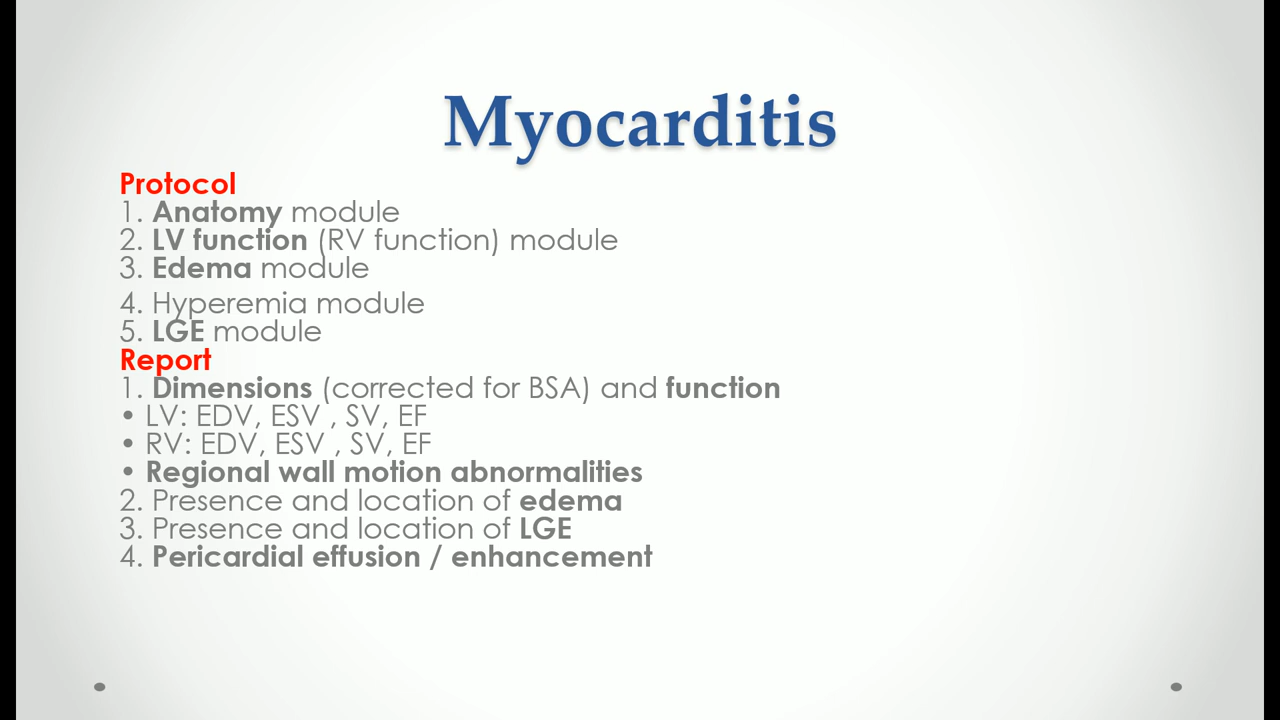 Myocarditis
Protocol
1. Anatomy module
2. LV function (RV function) module
3. Edema module
4. Hyperemia module
5. LGE module
Report
1. Dimensions (corrected for BSA) and function
• LV: EDV, ESV , SV, EF
• RV: EDV, ESV , SV, EF
• Regional wall motion abnormalities
2. Presence and location of edema
3. Presence and location of LGE
4. Pericardial effusion / enhancement